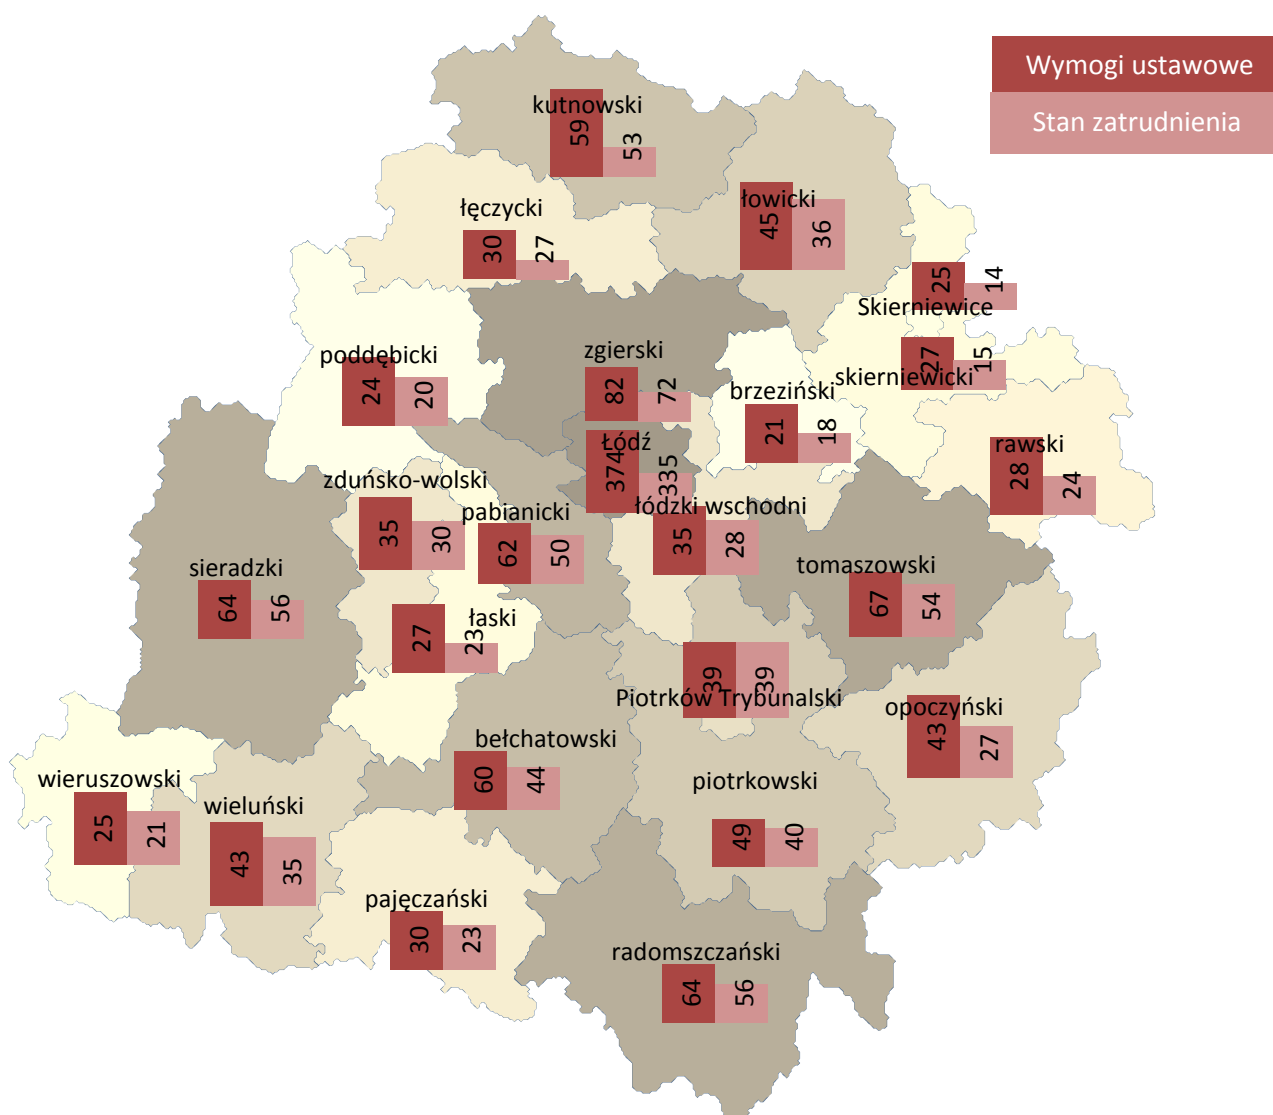 Wymogi ustawowe
Stan zatrudnienia
kutnowski
59
53
łowicki
45
36
łęczycki
30
27
25
14
Skierniewice
27
15
skierniewicki
poddębicki
24
20
zgierski
82
72
brzeziński
21
18
Łódź
374
335
rawski
28
24
zduńsko-wolski
35
30
pabianicki
62
50
łódzki wschodni
35
28
sieradzki
64
56
tomaszowski
67
54
łaski
27
23
39
39
Piotrków Trybunalski
opoczyński
43
27
bełchatowski
60
44
piotrkowski
49
40
wieruszowski
25
21
wieluński
43
35
pajęczański
30
23
radomszczański
64
56